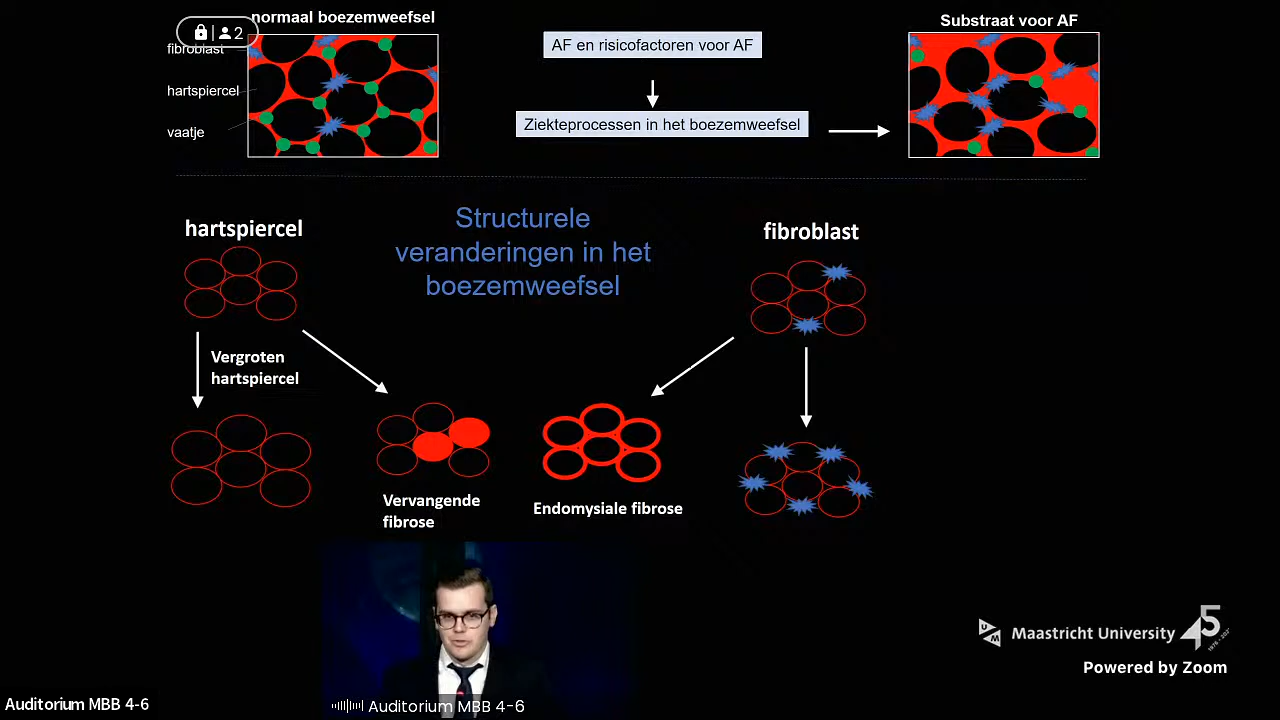 normaal boezemweefsel
2
fibroblast
hartspiercel
vaatje
AF en risicofactoren voor AF
Ziekteprocessen in het boezemweefsel
Substraat voor AF
Structurele
veranderingen in het
boezemweefsel
hartspiercel
fibroblast
Vergroten
hartspiercel
Vervangende
fibrose
Endomysiale fibrose
UM
Maastricht University
45
Powered by Zoom
Auditorium MBB 4-6
Auditorium MBB 4-6